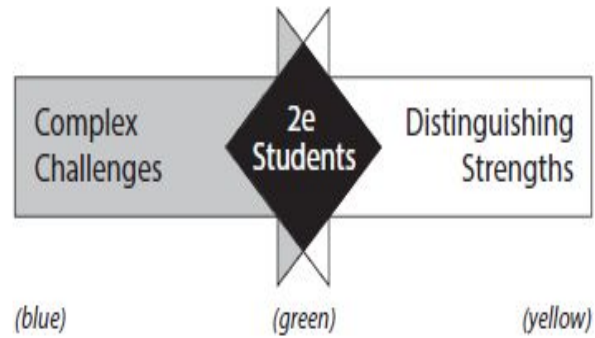 Complex
Challenges
2e
Students
Distinguishing
Strengths
(blue)
(green)
(yellow)